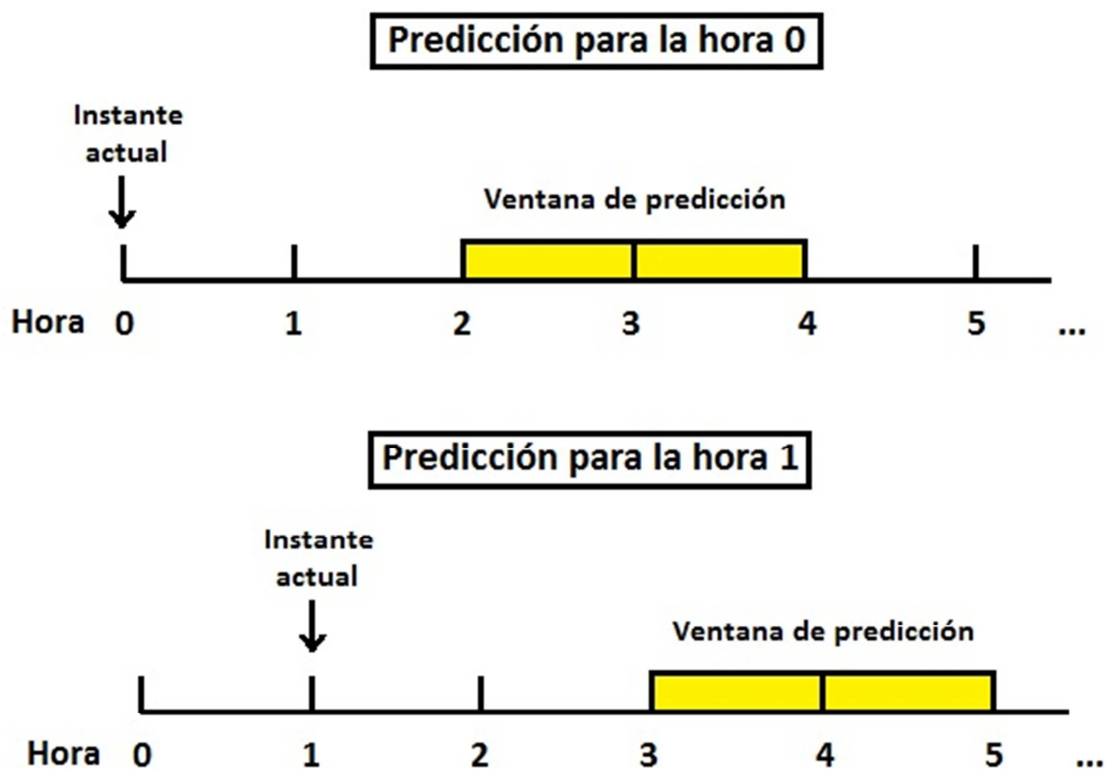 Predicción para la hora 0
Instante
actual
Ventana de predicción
Hora 0 1 2 3 4 5 ...
Predicción para la hora 1
Instante
actual
Ventana de predicción
Hora 0 1 2 3 4 5 ...